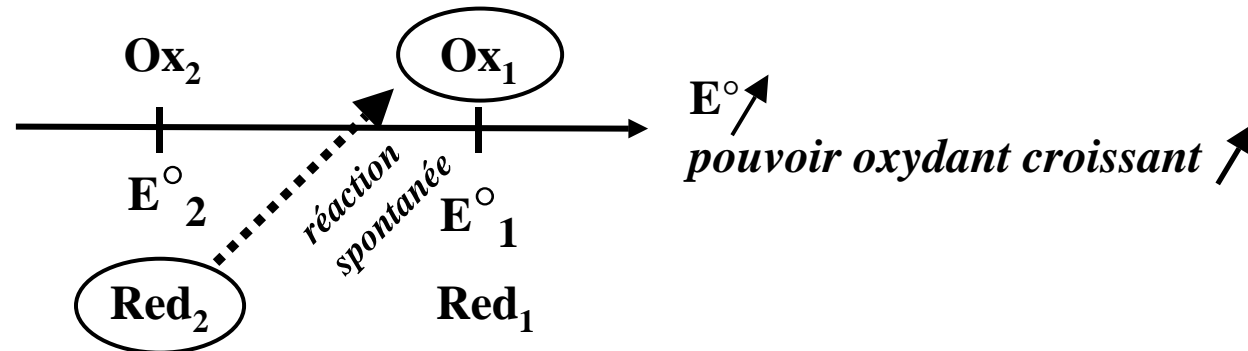 Ox₂
Ox₁
E°
pouvoir oxydant croissant
E°₂
réaction
spontanée
E°₁
Red₂
Red₁